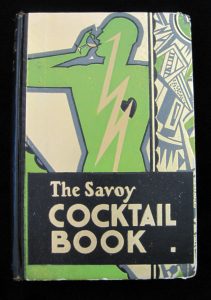 The Savoy
COCKTAIL
BOOK.